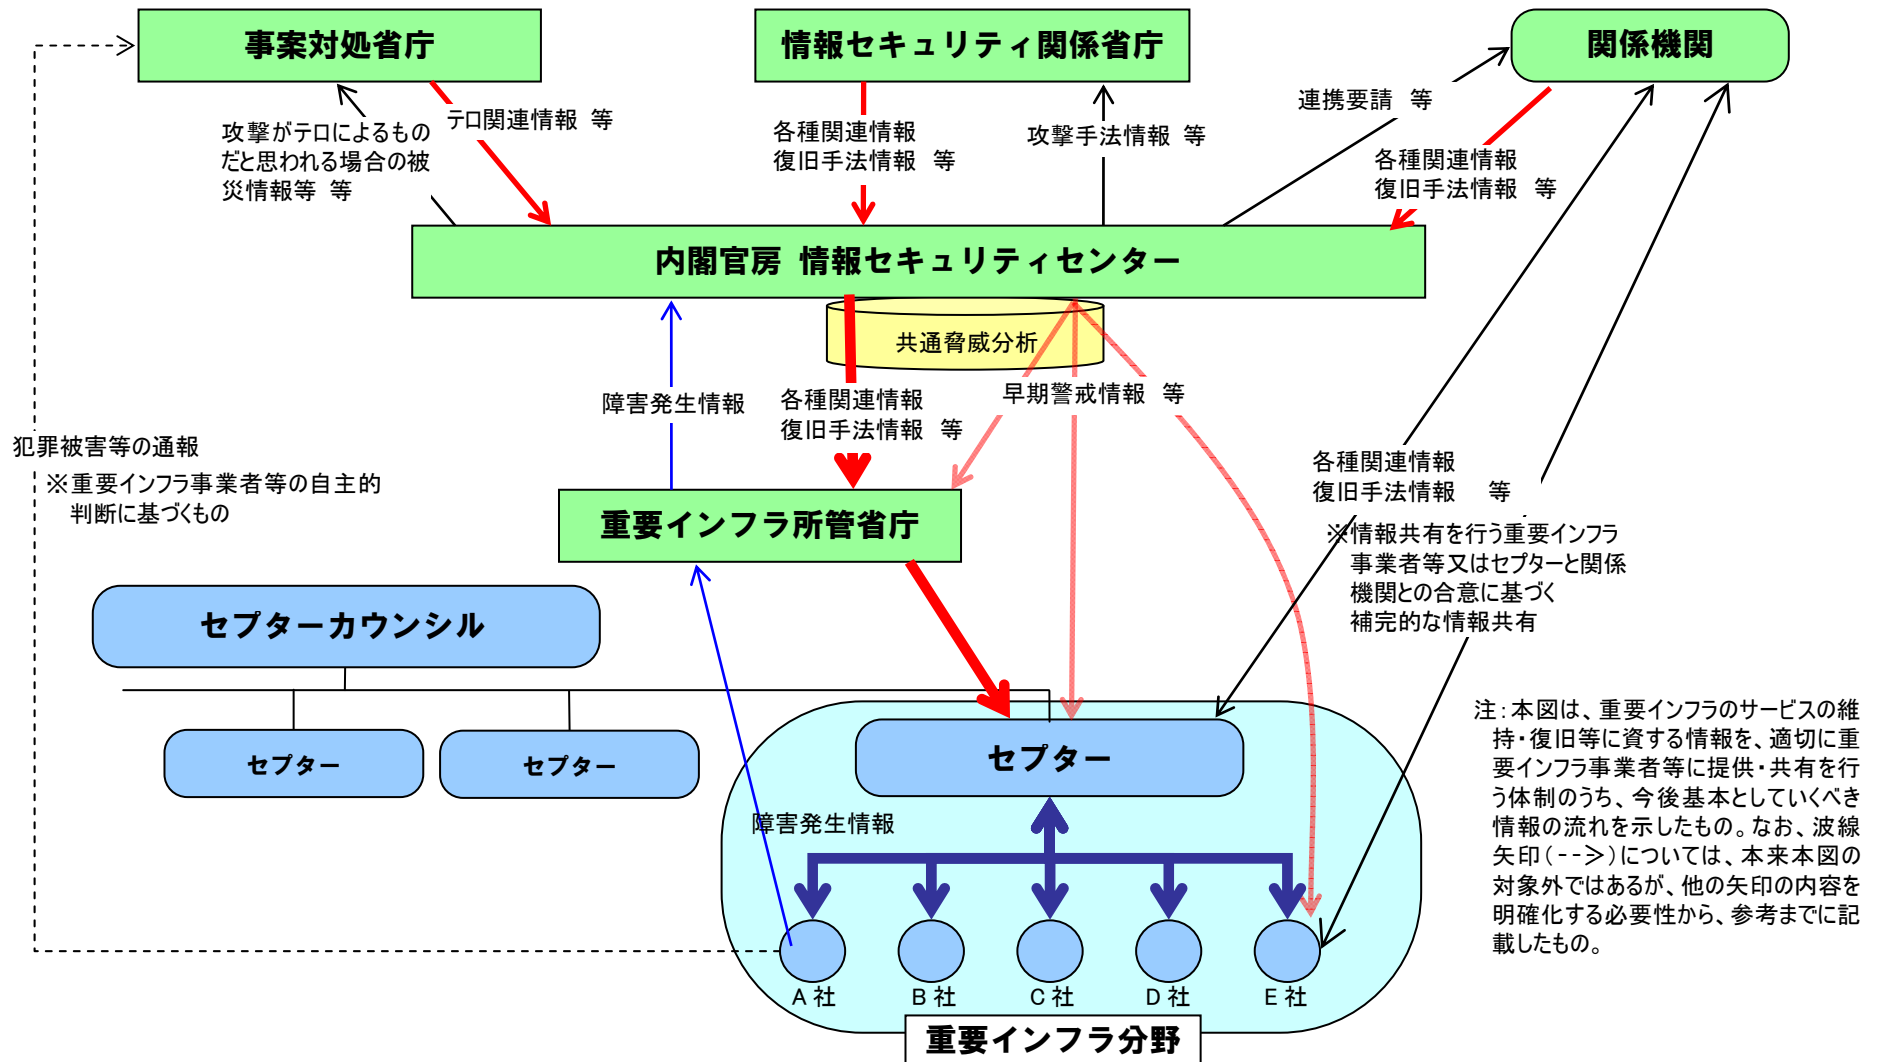 事案対処省庁
情報セキュリティ関係省庁
関係機関
攻撃がテロによるもの
だと思われる場合の被
災情報等 等
テロ関連情報 等
各種関連情報
復旧手法情報 等
攻撃手法情報 等
連携要請 等
各種関連情報
復旧手法情報 等
内閣官房 情報セキュリティセンター
共通脅威分析
障害発生情報
各種関連情報
復旧手法情報 等
早期警戒情報 等
犯罪被害等の通報
※重要インフラ事業者等の自主的
判断に基づくもの
各種関連情報
復旧手法情報 等
※情報共有を行う重要インフラ
事業者等又はセプターと関係
機関との合意に基づく
補完的な情報共有
重要インフラ所管省庁
セプターカウンシル
セプター
セプター
セプター
障害発生情報
A社
B社
C社
D社
E社
重要インフラ分野
注:本図は、重要インフラのサービスの維
持・復旧等に資する情報を、適切に重
要インフラ事業者等に提供・共有を行
う体制のうち、今後基本としていくべき
情報の流れを示したもの。なお、波線
矢印(-->)については、本来本図の
対象外ではあるが、他の矢印の内容を
明確化する必要性から、参考までに記
載したもの。